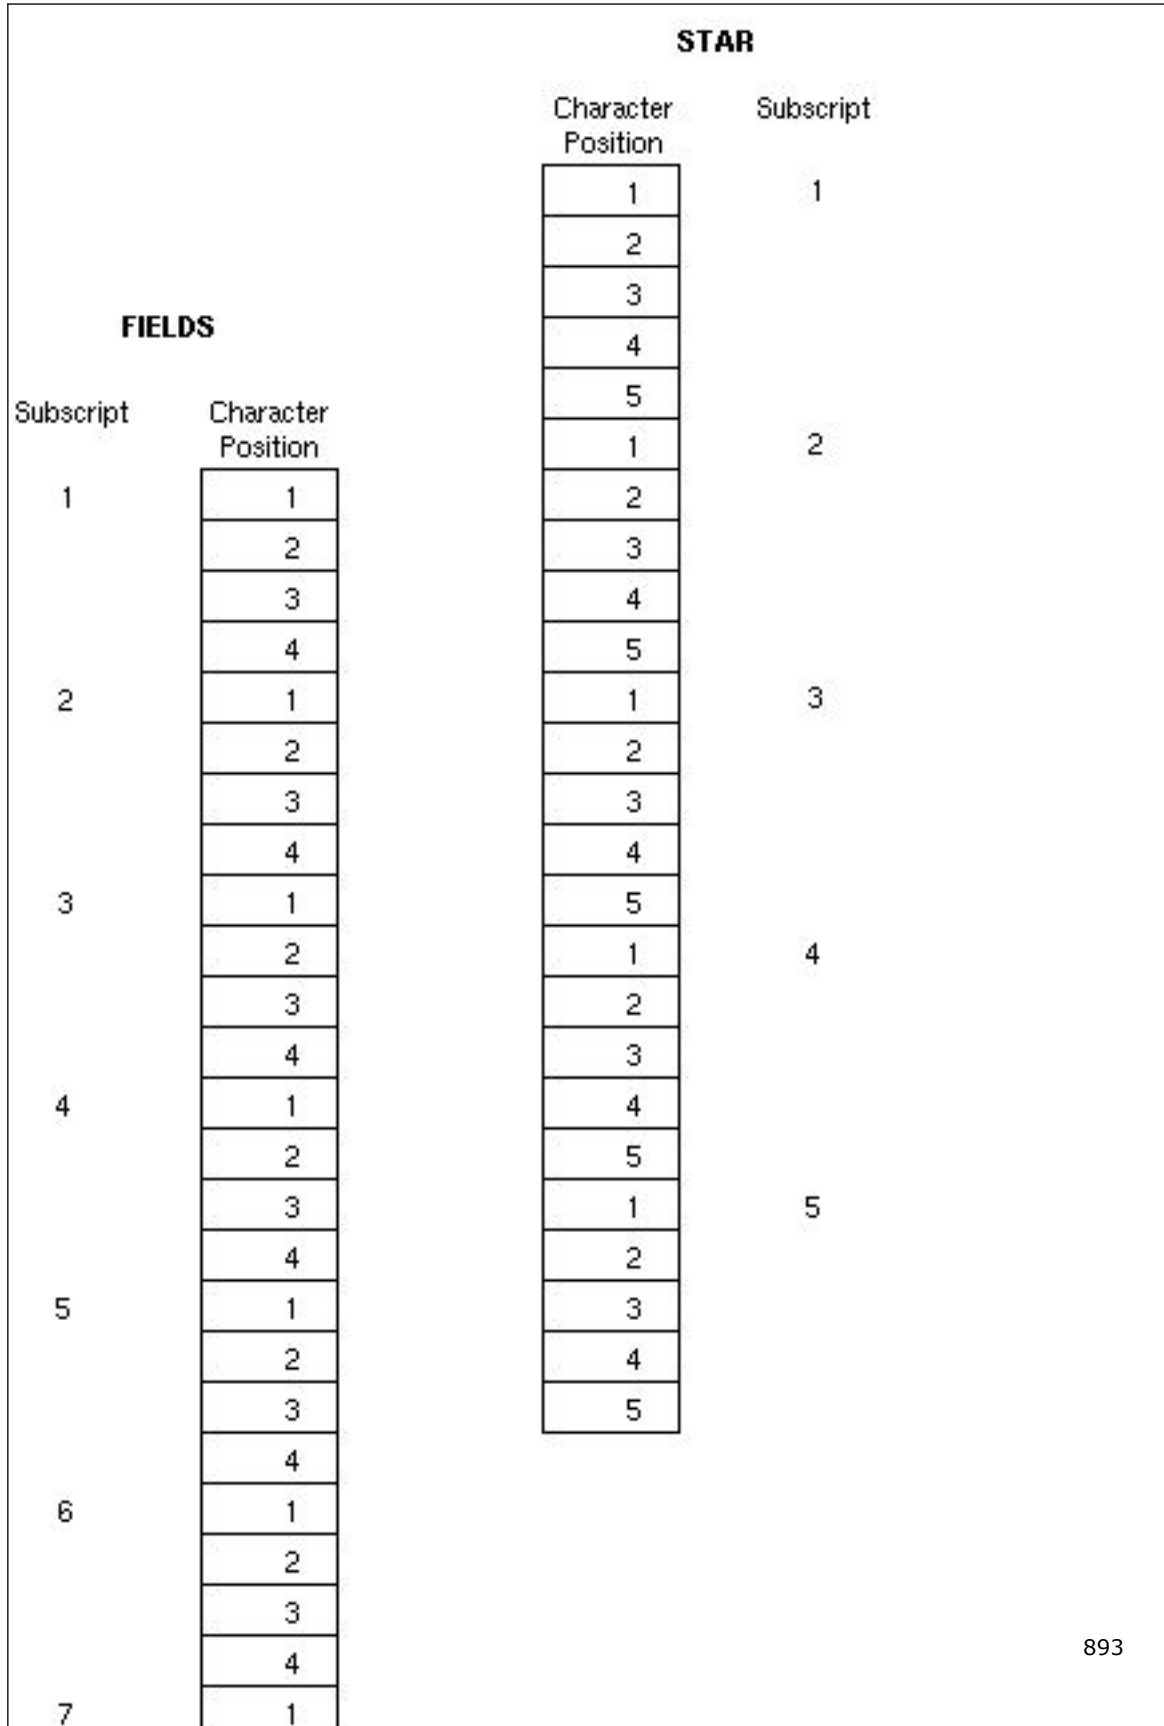 STAR
Character Subscript
Position
1 1
2
3
FIELDS
4
5
Subscript Character
Position 1 2
1 1 2
2 3
3 4
4 5
2 1 1 3
2 2
3 3
4 4
3 1 5
2 1 4
3 2
4 3
4 1 4
2 5
3 1 5
4 2
5 1 3
2 4
3 5
4
6 1
2
3
4 893
7 1